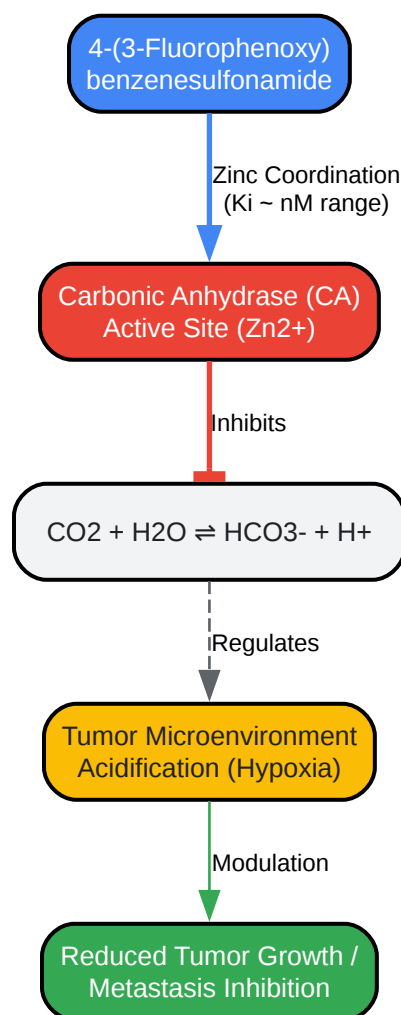 4-(3-Fluorophenoxy)
benzenesulfonamide
Zinc Coordination
(Ki ~ nM range)
Carbonic Anhydrase (CA)
Active Site (Zn2+)
Inhibits
CO2 + H2O ⇌ HCO3- + H+
Regulates
Tumor Microenvironment
Acidification (Hypoxia)
Modulation
Reduced Tumor Growth /
Metastasis Inhibition